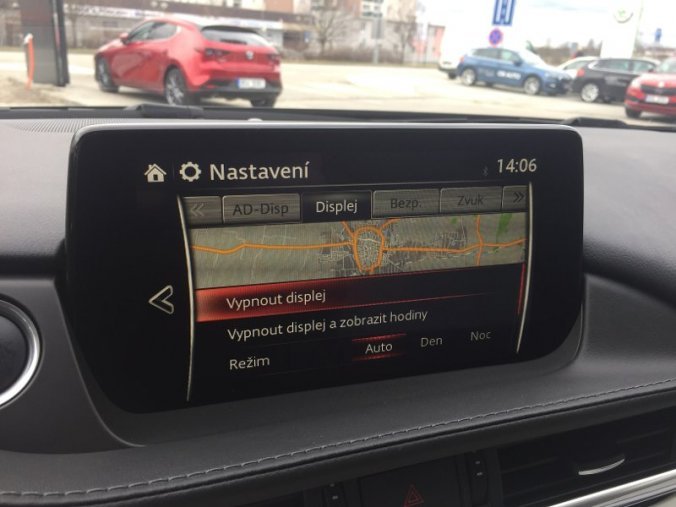 Nastavení
14:06
AD-Disp Displej Bezp. Zvuk
Vypnout displej
Vypnout displej a zobrazit hodiny
Režim Auto Den Noc